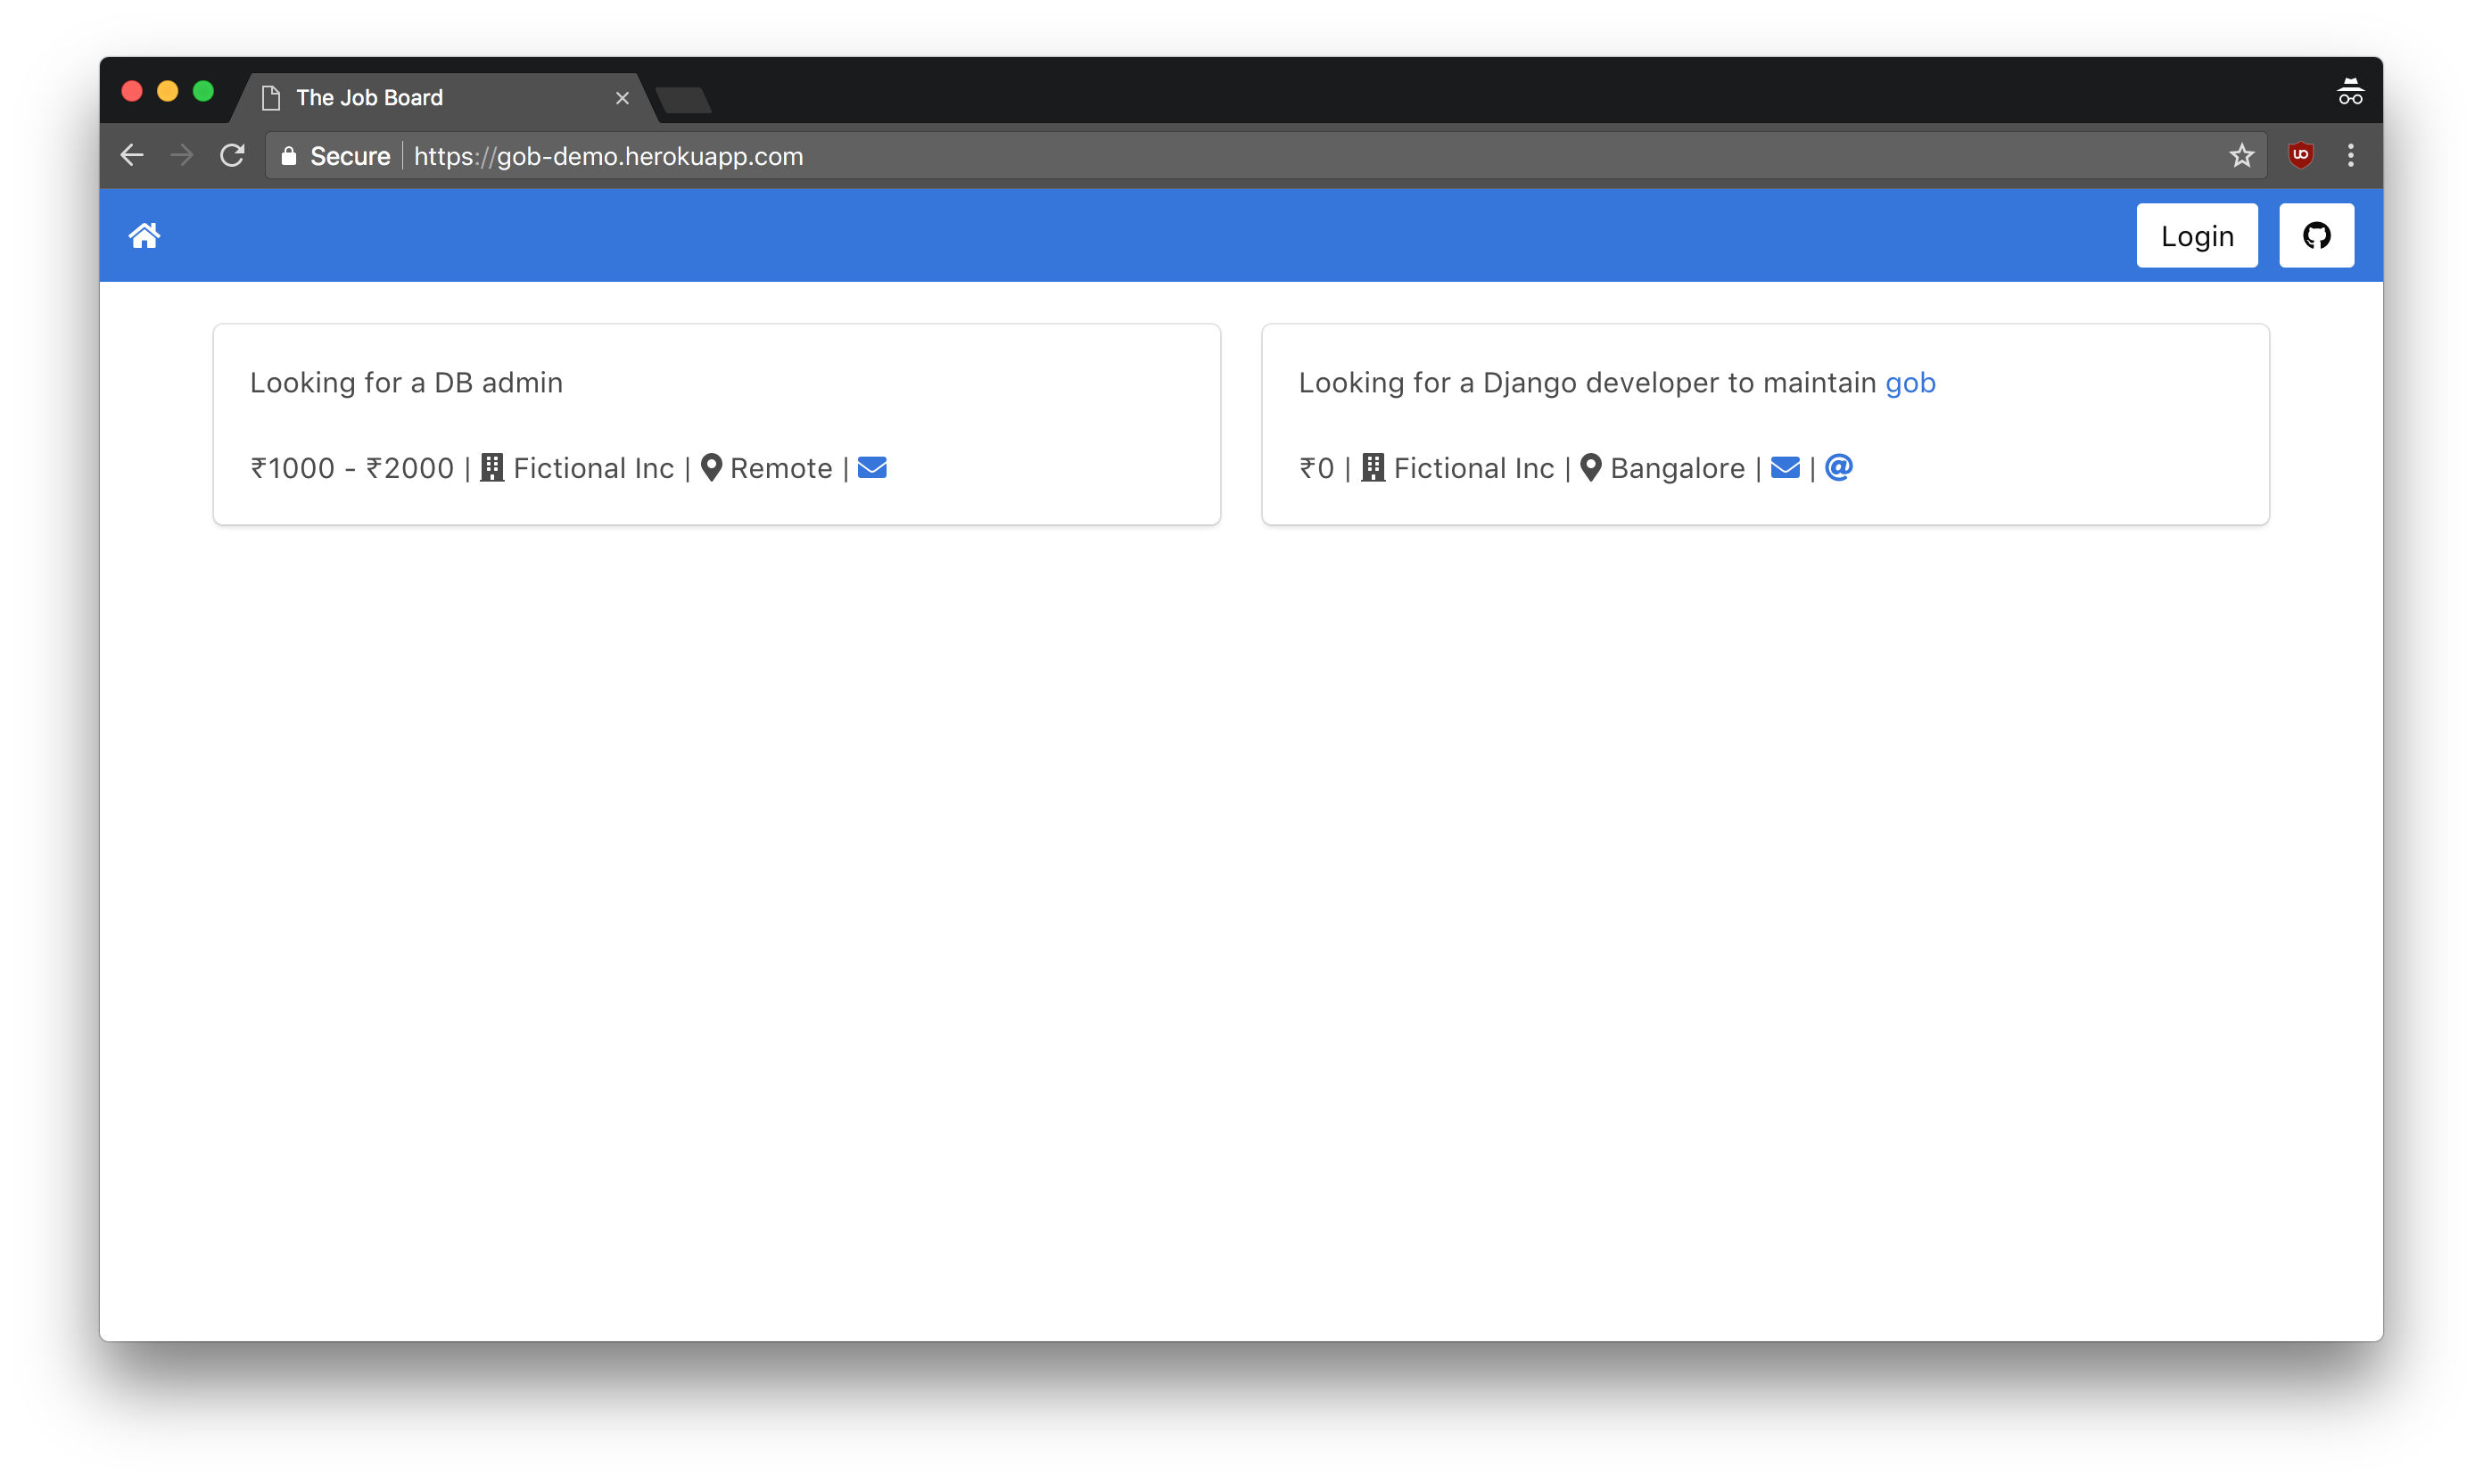 The Job Board
Secure https://gob-demo.herokuapp.com
Login
Looking for a DB admin
₹1000 - ₹2000 | Fictional Inc | Remote |
Looking for a Django developer to maintain gob
₹0 | Fictional Inc | Bangalore | | @